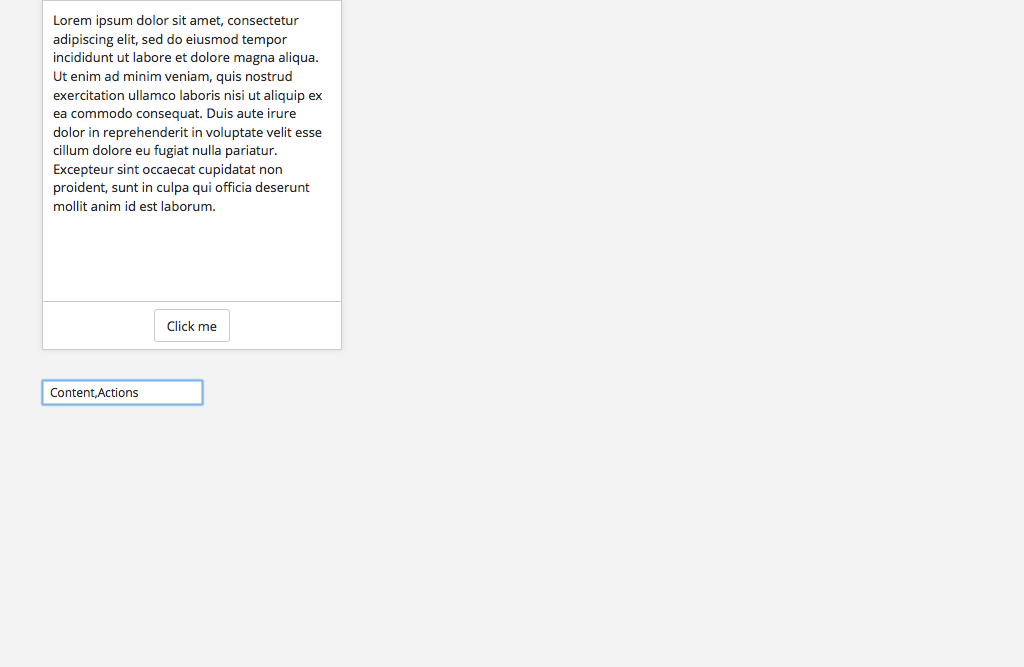 Lorem ipsum dolor sit amet, consectetur
adipiscing elit, sed do eiusmod tempor
incididunt ut labore et dolore magna aliqua.
Ut enim ad minim veniam, quis nostrud
exercitation ullamco laboris nisi ut aliquip ex
ea commodo consequat. Duis aute irure
dolor in reprehenderit in voluptate velit esse
cillum dolore eu fugiat nulla pariatur.
Excepteur sint occaecat cupidatat non
proident, sunt in culpa qui officia deserunt
mollit anim id est laborum.
Click me
Content,Actions